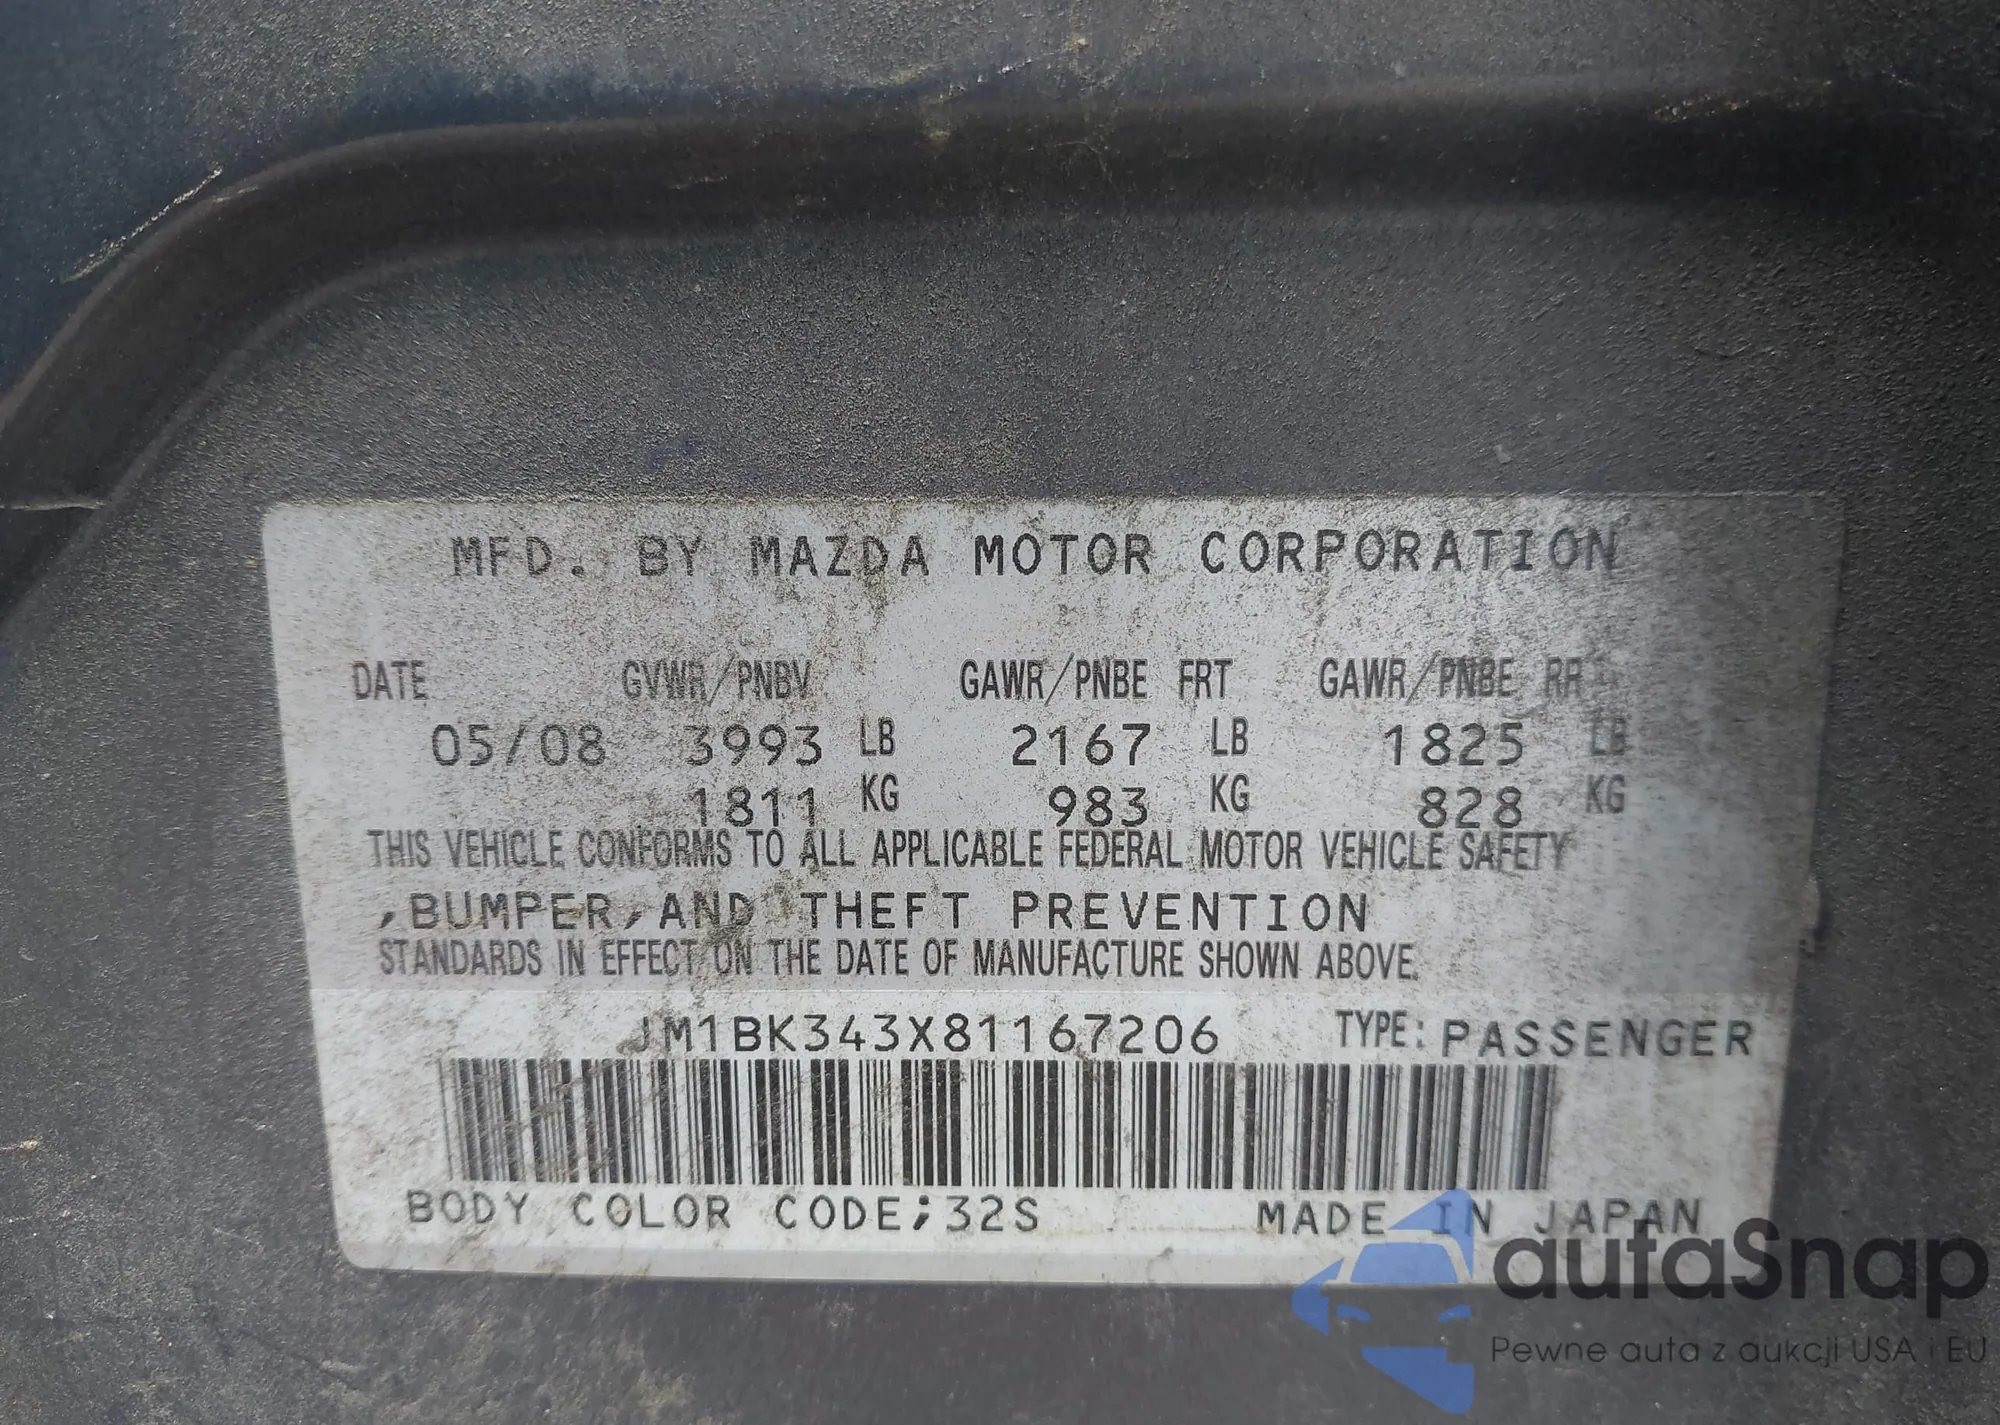 MFD. BY MAZDA MOTOR CORPORATION
DATE GVWR/PNBV GAWR/PNBE FRT GAWR/PNBE RR
05/08 3993 LB 2167 LB 1825 LB
1811 KG 983 KG 828 KG
THIS VEHICLE CONFORMS TO ALL APPLICABLE FEDERAL MOTOR VEHICLE SAFETY
,BUMPER,AND THEFT PREVENTION
STANDARDS IN EFFECT ON THE DATE OF MANUFACTURE SHOWN ABOVE.
JM1BK343X81167206 TYPE: PASSENGER
BODY COLOR CODE;32S MADE IN JAPAN
autaSnap
Pewne auta z aukcji USA i EU